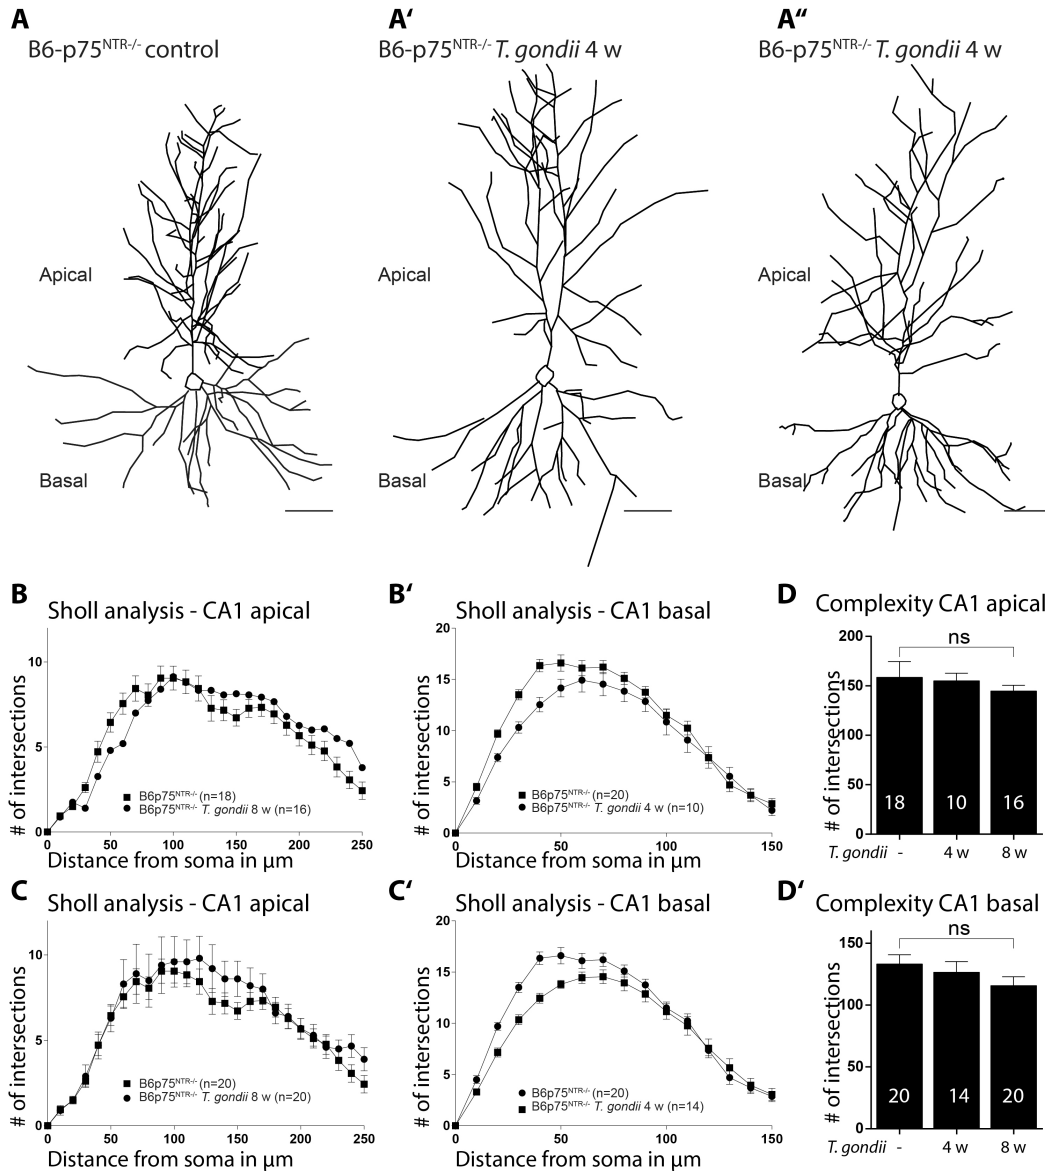 A
B6-p75NTR-/- control
A‘
B6-p75NTR-/- T. gondii 4 w
A“
B6-p75NTR-/- T. gondii 4 w
Apical
Apical
Apical
Basal
Basal
Basal
B
Sholl analysis - CA1 apical
# of intersections
10
5
0
0 50 100 150 200 250
Distance from soma in µm
B6p75NTR-/- (n=18)
B6p75NTR-/- T. gondii 8 w (n=16)
B‘
Sholl analysis - CA1 basal
# of intersections
20
15
10
5
0
0 50 100 150
Distance from soma in µm
B6p75NTR-/- (n=20)
B6p75NTR-/- T. gondii 4 w (n=10)
D
Complexity CA1 apical
# of intersections
200
150
100
50
0
ns
18 10 16
T. gondii - 4 w 8 w
C
Sholl analysis - CA1 apical
# of intersections
10
5
0
0 50 100 150 200 250
Distance from soma in µm
B6p75NTR-/- (n=20)
B6p75NTR-/- T. gondii 8 w (n=20)
C‘
Sholl analysis - CA1 basal
# of intersections
20
15
10
5
0
0 50 100 150
Distance from soma in µm
B6p75NTR-/- (n=20)
B6p75NTR-/- T. gondii 4 w (n=14)
D‘
Complexity CA1 basal
# of intersections
150
100
50
0
ns
20 14 20
T. gondii - 4 w 8 w